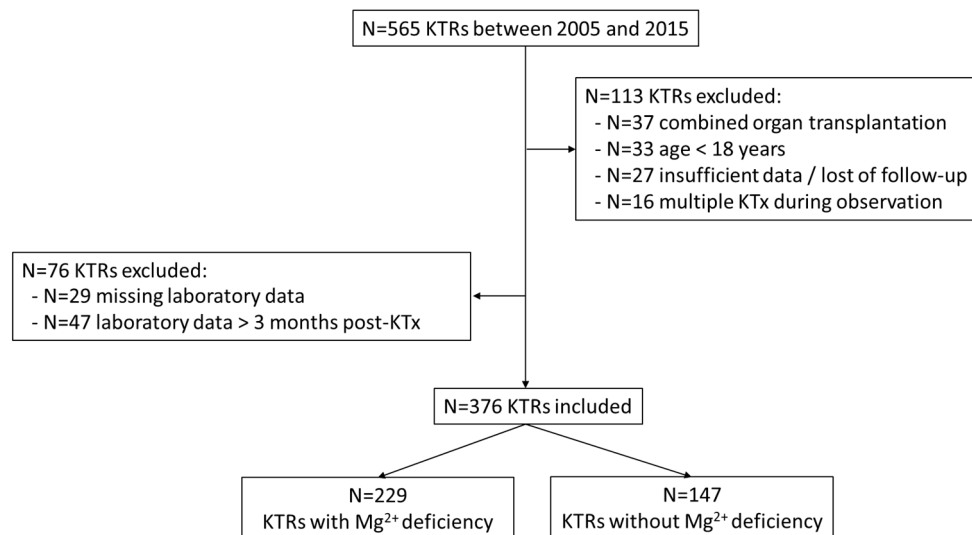 N=565 KTRs between 2005 and 2015
N=113 KTRs excluded:
- N=37 combined organ transplantation
- N=33 age < 18 years
- N=27 insufficient data / lost of follow-up
- N=16 multiple KTx during observation
N=76 KTRs excluded:
- N=29 missing laboratory data
- N=47 laboratory data > 3 months post-KTx
N=376 KTRs included
N=229
KTRs with Mg²⁺ deficiency
N=147
KTRs without Mg²⁺ deficiency